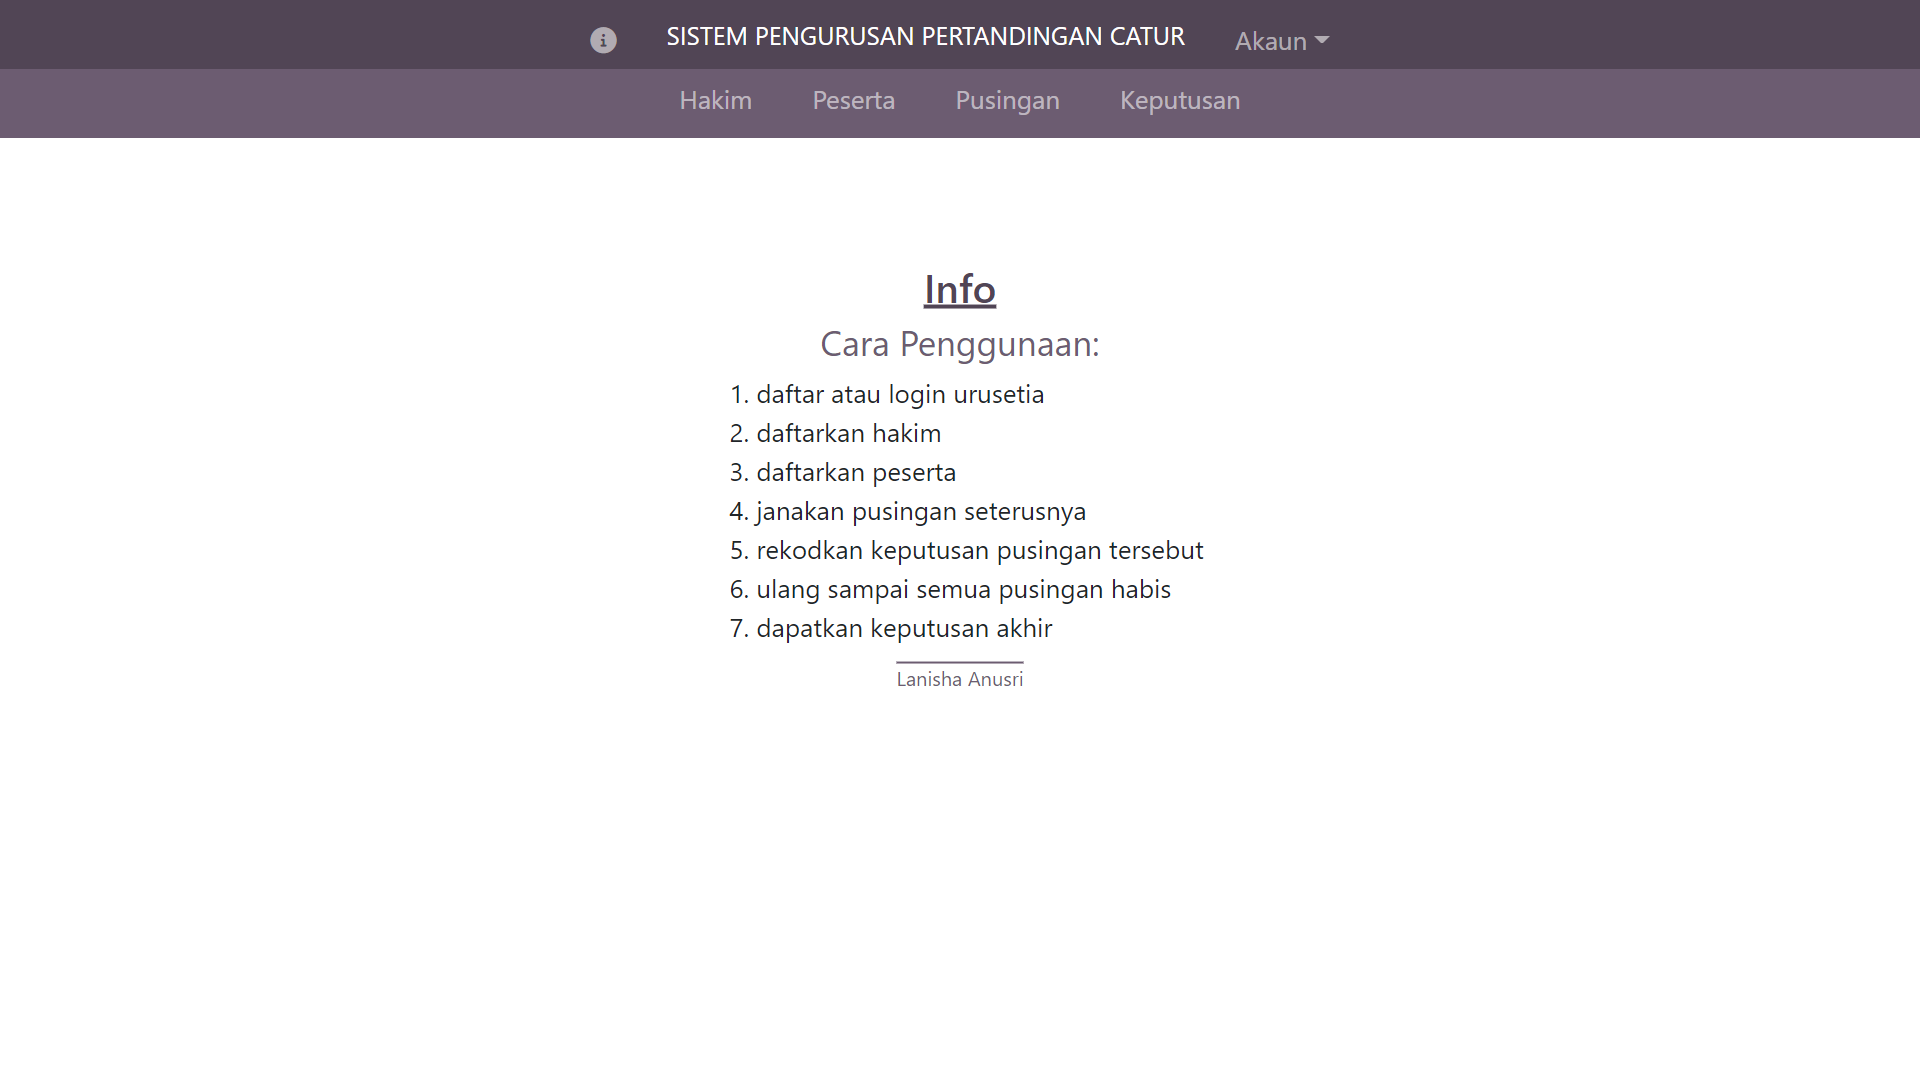 SISTEM PENGURUSAN PERTANDINGAN CATUR
Akaun
Hakim
Peserta
Pusingan
Keputusan
Info
Cara Penggunaan:
1. daftar atau login urusetia
2. daftarkan hakim
3. daftarkan peserta
4. janakan pusingan seterusnya
5. rekodkan keputusan pusingan tersebut
6. ulang sampai semua pusingan habis
7. dapatkan keputusan akhir
Lanisha Anusri